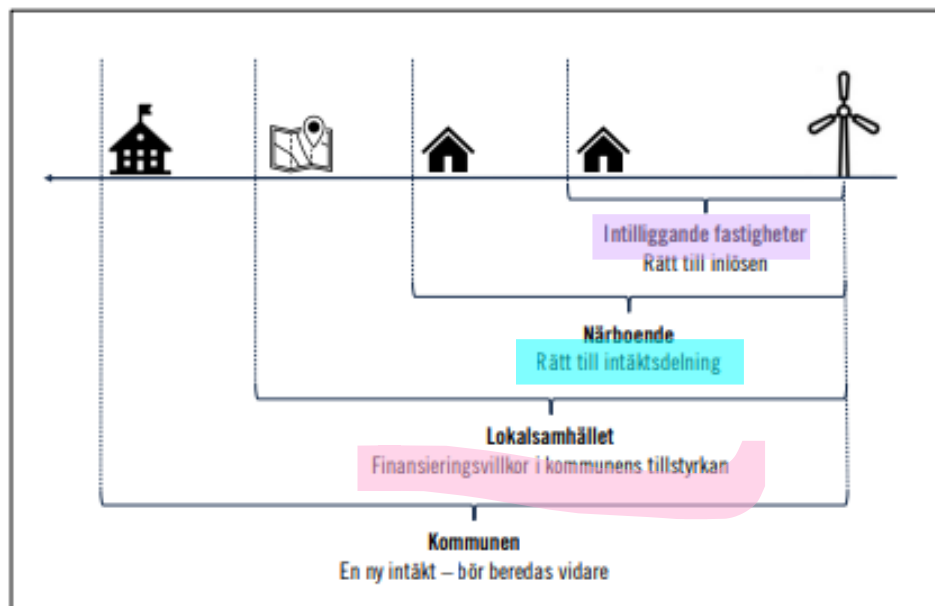 Intilliggande fastigheter
Rätt till inlösen
Närboende
Rätt till intäktsdelning
Lokalsamhället
Finansieringsvillkor i kommunens tillstyrkan
Kommunen
En ny intäkt – bör beredas vidare